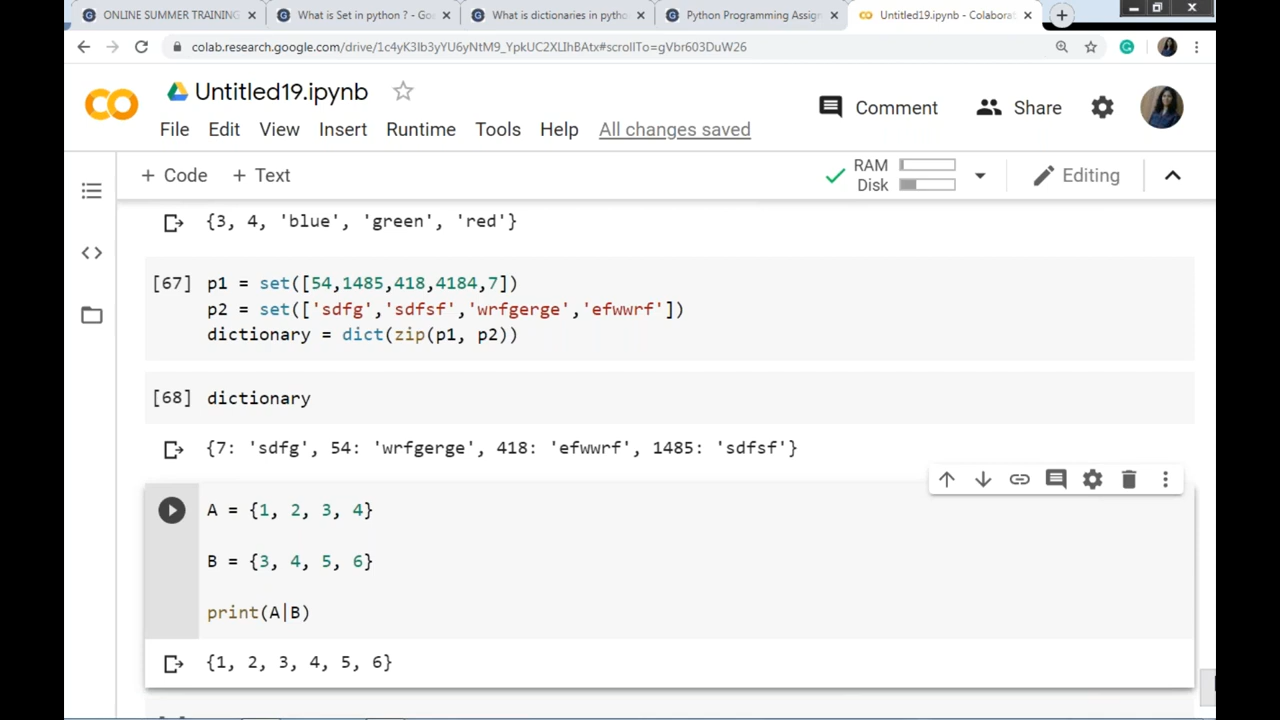 ONLINE SUMMER TRAINING
What is Set in python ? - Go
What is dictionaries in pytho
Python Programming Assign
Untitled19.ipynb - Colaborat
colab.research.google.com/drive/1c4yK3Ib3yYU6yNtM9_YpkUC2XLIhBAtx#scrollTo=gVbr603DuW26
Untitled19.ipynb
Comment
Share
File Edit View Insert Runtime Tools Help All changes saved
+ Code + Text
RAM
Disk
Editing
{3, 4, 'blue', 'green', 'red'}
[67] p1 = set([54,1485,418,4184,7])
p2 = set(['sdfg','sdfsf','wrfgerge','efwwrf'])
dictionary = dict(zip(p1, p2))
[68] dictionary
{7: 'sdfg', 54: 'wrfgerge', 418: 'efwwrf', 1485: 'sdfsf'}
A = {1, 2, 3, 4}
B = {3, 4, 5, 6}
print(A|B)
{1, 2, 3, 4, 5, 6}